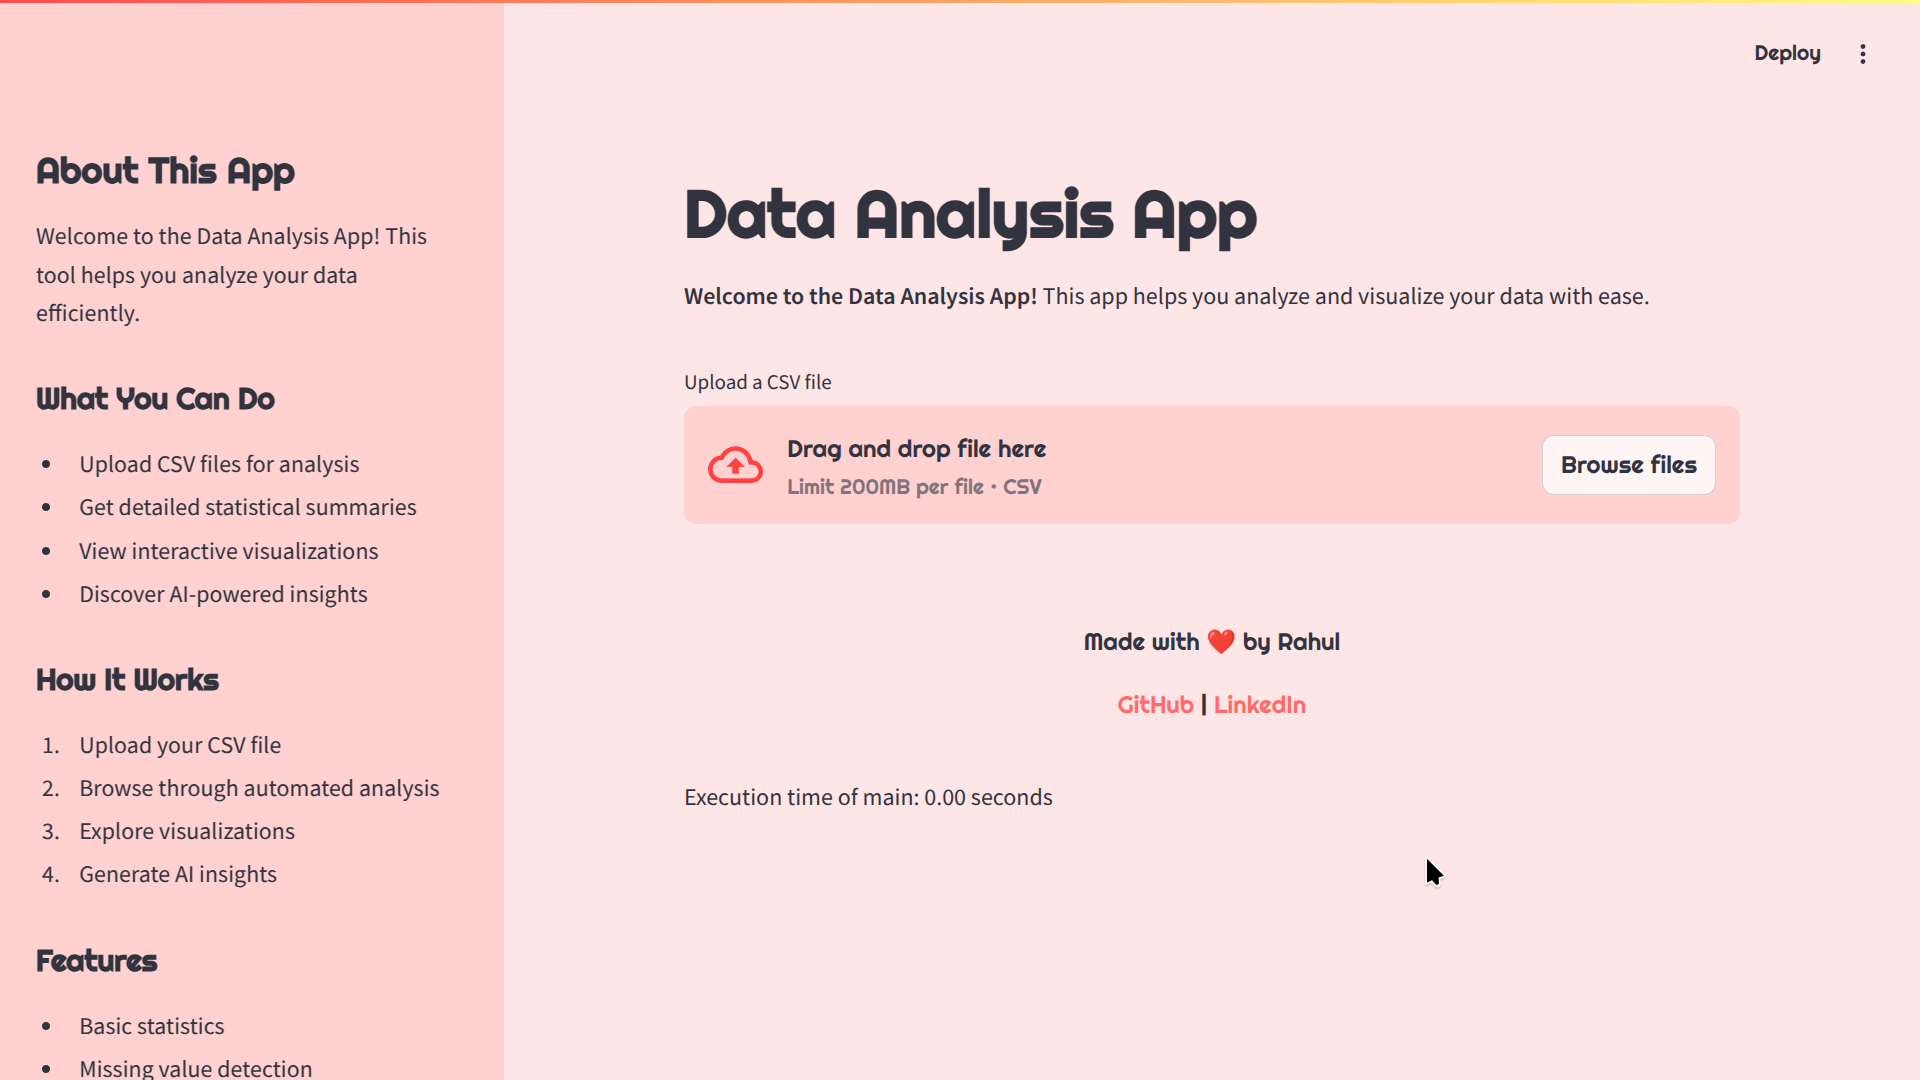 Deploy
About This App
Welcome to the Data Analysis App! This
tool helps you analyze your data
efficiently.
What You Can Do
• Upload CSV files for analysis
• Get detailed statistical summaries
• View interactive visualizations
• Discover AI-powered insights
How It Works
1. Upload your CSV file
2. Browse through automated analysis
3. Explore visualizations
4. Generate AI insights
Features
• Basic statistics
• Missing value detection
Data Analysis App
Welcome to the Data Analysis App! This app helps you analyze and visualize your data with ease.
Upload a CSV file
Drag and drop file here
Limit 200MB per file • CSV
Browse files
Made with ❤️ by Rahul
GitHub | LinkedIn
Execution time of main: 0.00 seconds